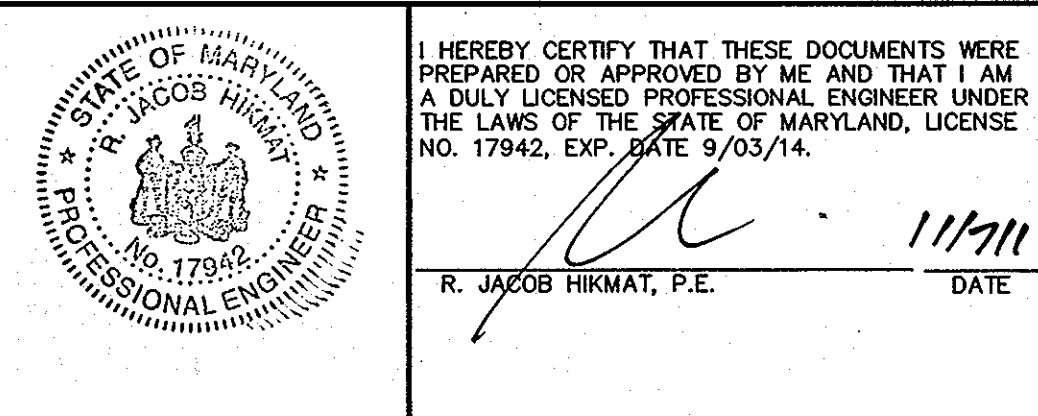 STATE OF MARYLAND
R. JACOB HIKMAT
No. 17942
PROFESSIONAL ENGINEER
I HEREBY CERTIFY THAT THESE DOCUMENTS WERE
PREPARED OR APPROVED BY ME AND THAT I AM
A DULY LICENSED PROFESSIONAL ENGINEER UNDER
THE LAWS OF THE STATE OF MARYLAND, LICENSE
NO. 17942, EXP. DATE 9/03/14.
11/7/11
R. JACOB HIKMAT, P.E. DATE